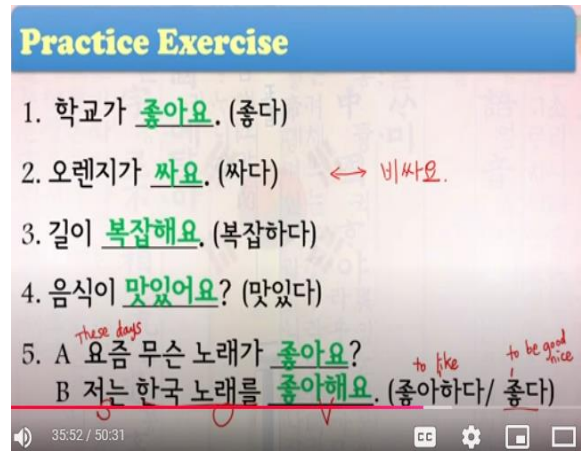 Practice Exercise
1. 학교가 좋아요. (좋다)
2. 오렌지가 싸요. (싸다) ↔ 비싸요.
3. 길이 복잡해요. (복잡하다)
4. 음식이 맛있어요? (맛있다)
These days
5. A 요즘 무슨 노래가 좋아요?
to like to be good nice
B 저는 한국 노래를 좋아해요. (좋아하다/ 좋다)
S O V
35:52 / 50:31
CC